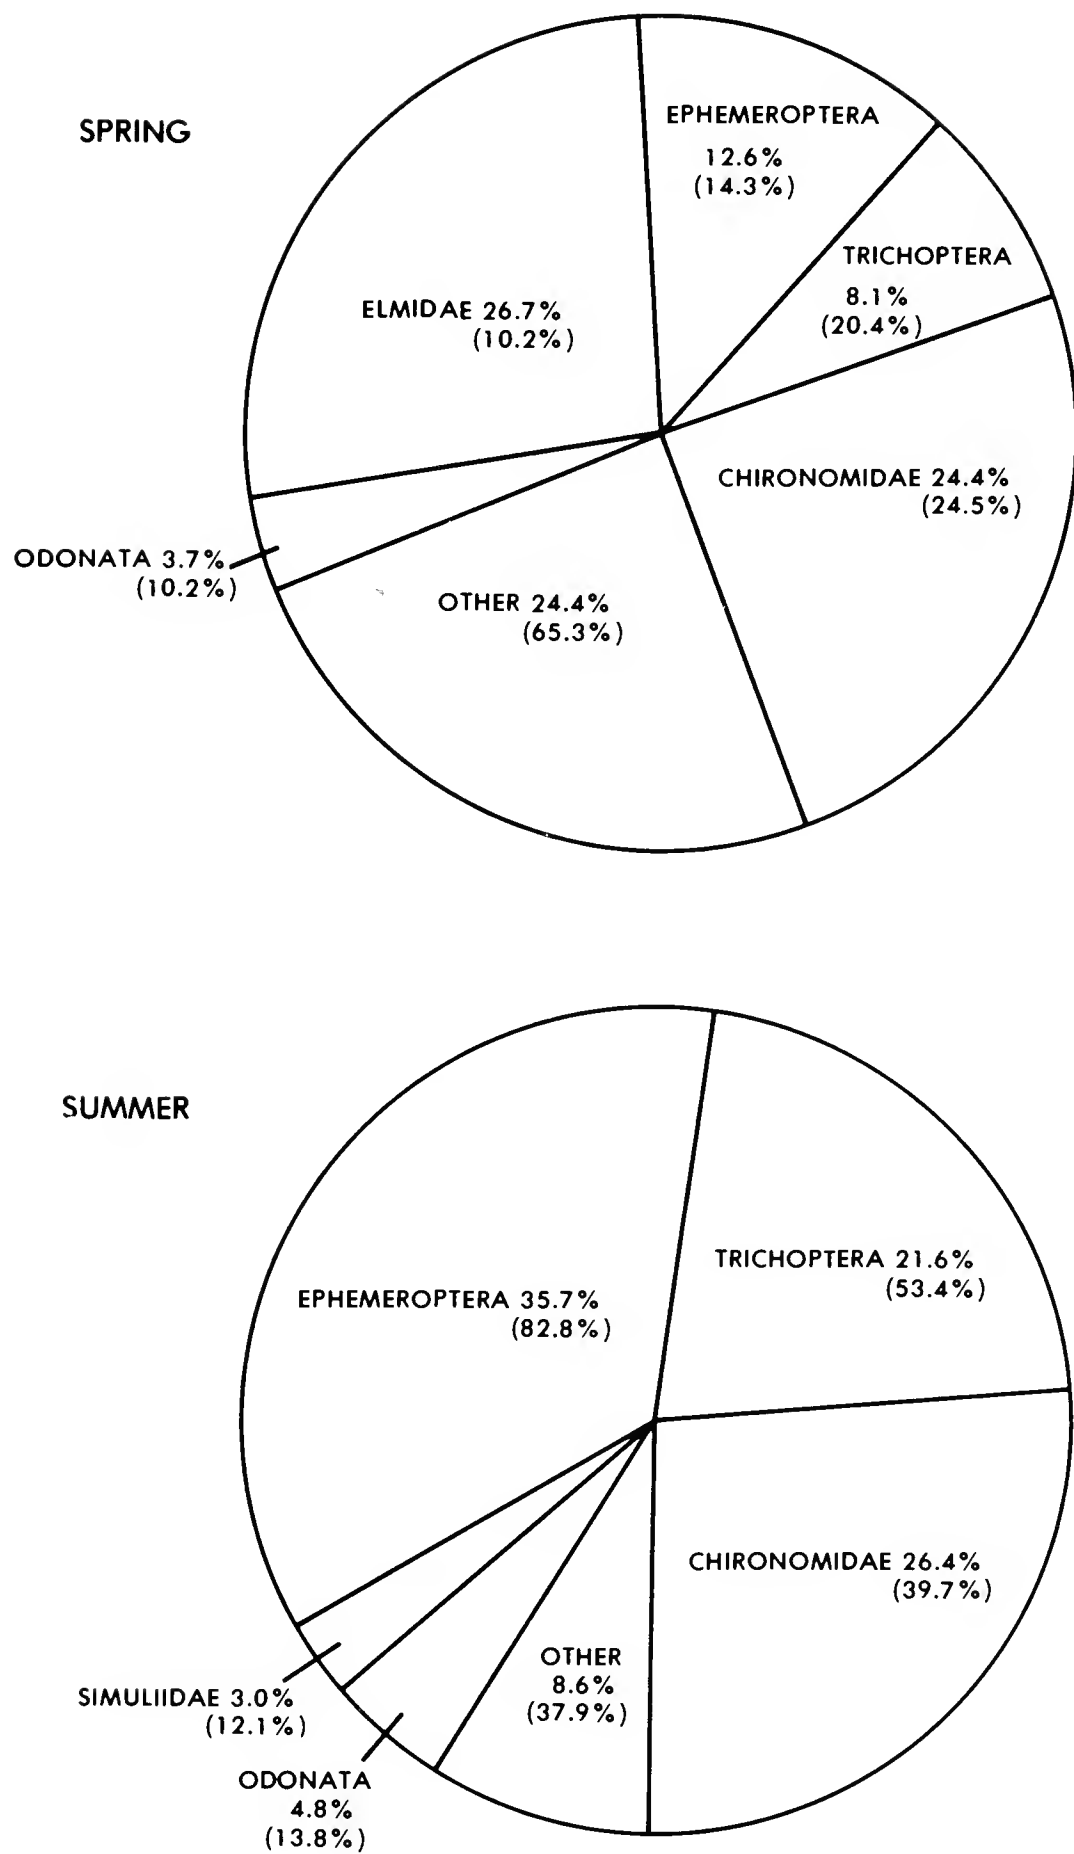 SPRING
EPHEMEROPTERA
12.6%
(14.3%)
TRICHOPTERA
8.1%
(20.4%)
ELMIDAE 26.7%
(10.2%)
CHIRONOMIDAE 24.4%
(24.5%)
ODONATA 3.7%
(10.2%)
OTHER 24.4%
(65.3%)
SUMMER
TRICHOPTERA 21.6%
(53.4%)
EPHEMEROPTERA 35.7%
(82.8%)
CHIRONOMIDAE 26.4%
(39.7%)
OTHER
8.6%
(37.9%)
SIMULIIDAE 3.0%
(12.1%)
ODONATA
4.8%
(13.8%)